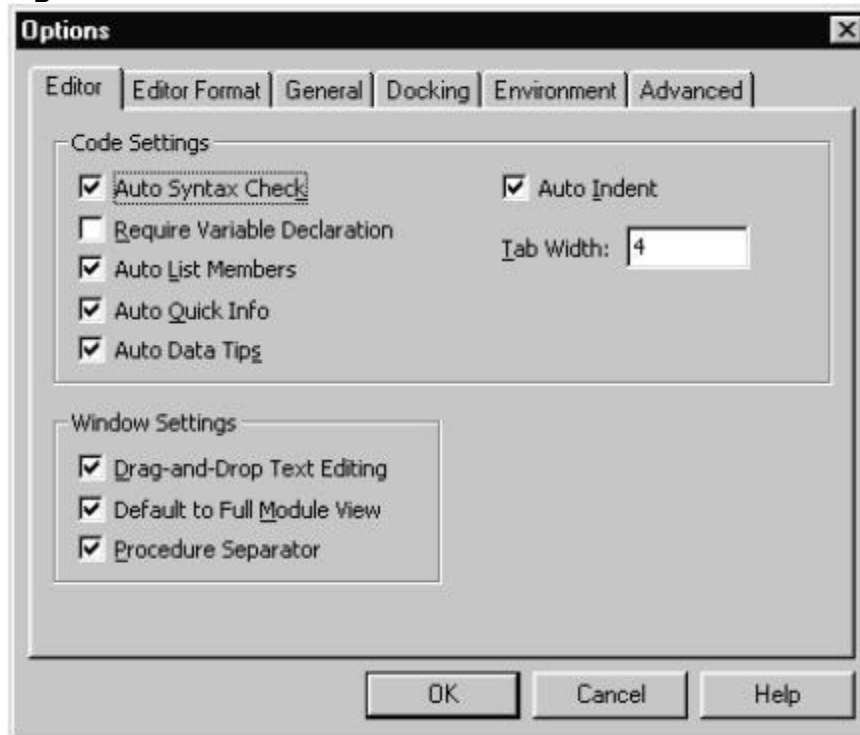 Options
Editor Editor Format General Docking Environment Advanced
Code Settings
Auto Syntax Check
Auto Indent
Require Variable Declaration
Tab Width: 4
Auto List Members
Auto Quick Info
Auto Data Tips
Window Settings
Drag-and-Drop Text Editing
Default to Full Module View
Procedure Separator
OK Cancel Help